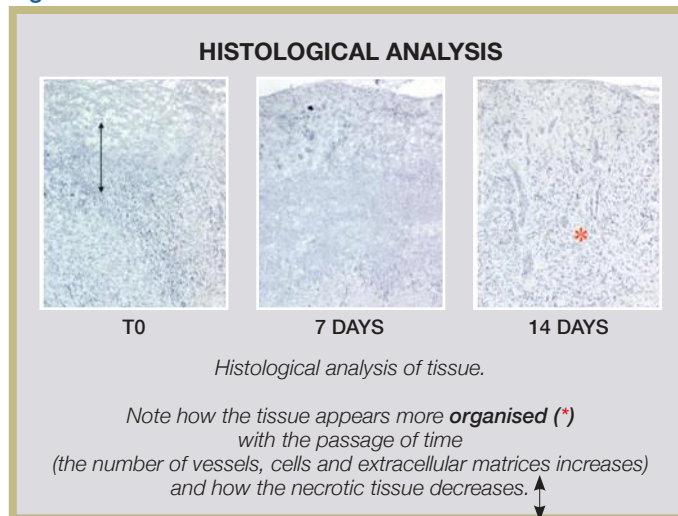 HISTOLOGICAL ANALYSIS
T0
7 DAYS
14 DAYS
Histological analysis of tissue.
Note how the tissue appears more organised (*)
with the passage of time
(the number of vessels, cells and extracellular matrices increases)
and how the necrotic tissue decreases.